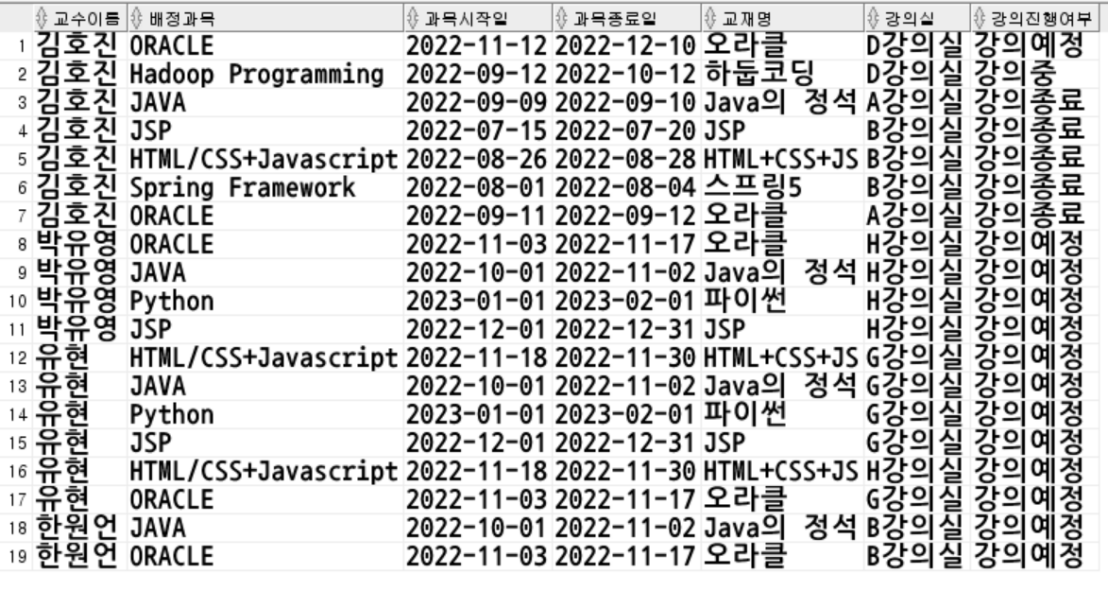 교수이름 배정과목 과목시작일 과목종료일 교재명 강의실 강의진행여부
1 김호진 ORACLE 2022-11-12 2022-12-10 오라클 D강의실 강의예정
2 김호진 Hadoop Programming 2022-09-12 2022-10-12 하둡코딩 D강의실 강의중
3 김호진 JAVA 2022-09-09 2022-09-10 Java의 정석 A강의실 강의종료
4 김호진 JSP 2022-07-15 2022-07-20 JSP B강의실 강의종료
5 김호진 HTML/CSS+Javascript 2022-08-26 2022-08-28 HTML+CSS+JS B강의실 강의종료
6 김호진 Spring Framework 2022-08-01 2022-08-04 스프링5 B강의실 강의종료
7 김호진 ORACLE 2022-09-11 2022-09-12 오라클 A강의실 강의종료
8 박유영 ORACLE 2022-11-03 2022-11-17 오라클 H강의실 강의예정
9 박유영 JAVA 2022-10-01 2022-11-02 Java의 정석 H강의실 강의예정
10 박유영 Python 2023-01-01 2023-02-01 파이썬 H강의실 강의예정
11 박유영 JSP 2022-12-01 2022-12-31 JSP H강의실 강의예정
12 유현 HTML/CSS+Javascript 2022-11-18 2022-11-30 HTML+CSS+JS G강의실 강의예정
13 유현 JAVA 2022-10-01 2022-11-02 Java의 정석 G강의실 강의예정
14 유현 Python 2023-01-01 2023-02-01 파이썬 G강의실 강의예정
15 유현 JSP 2022-12-01 2022-12-31 JSP G강의실 강의예정
16 유현 HTML/CSS+Javascript 2022-11-18 2022-11-30 HTML+CSS+JS H강의실 강의예정
17 유현 ORACLE 2022-11-03 2022-11-17 오라클 G강의실 강의예정
18 한원언 JAVA 2022-10-01 2022-11-02 Java의 정석 B강의실 강의예정
19 한원언 ORACLE 2022-11-03 2022-11-17 오라클 B강의실 강의예정